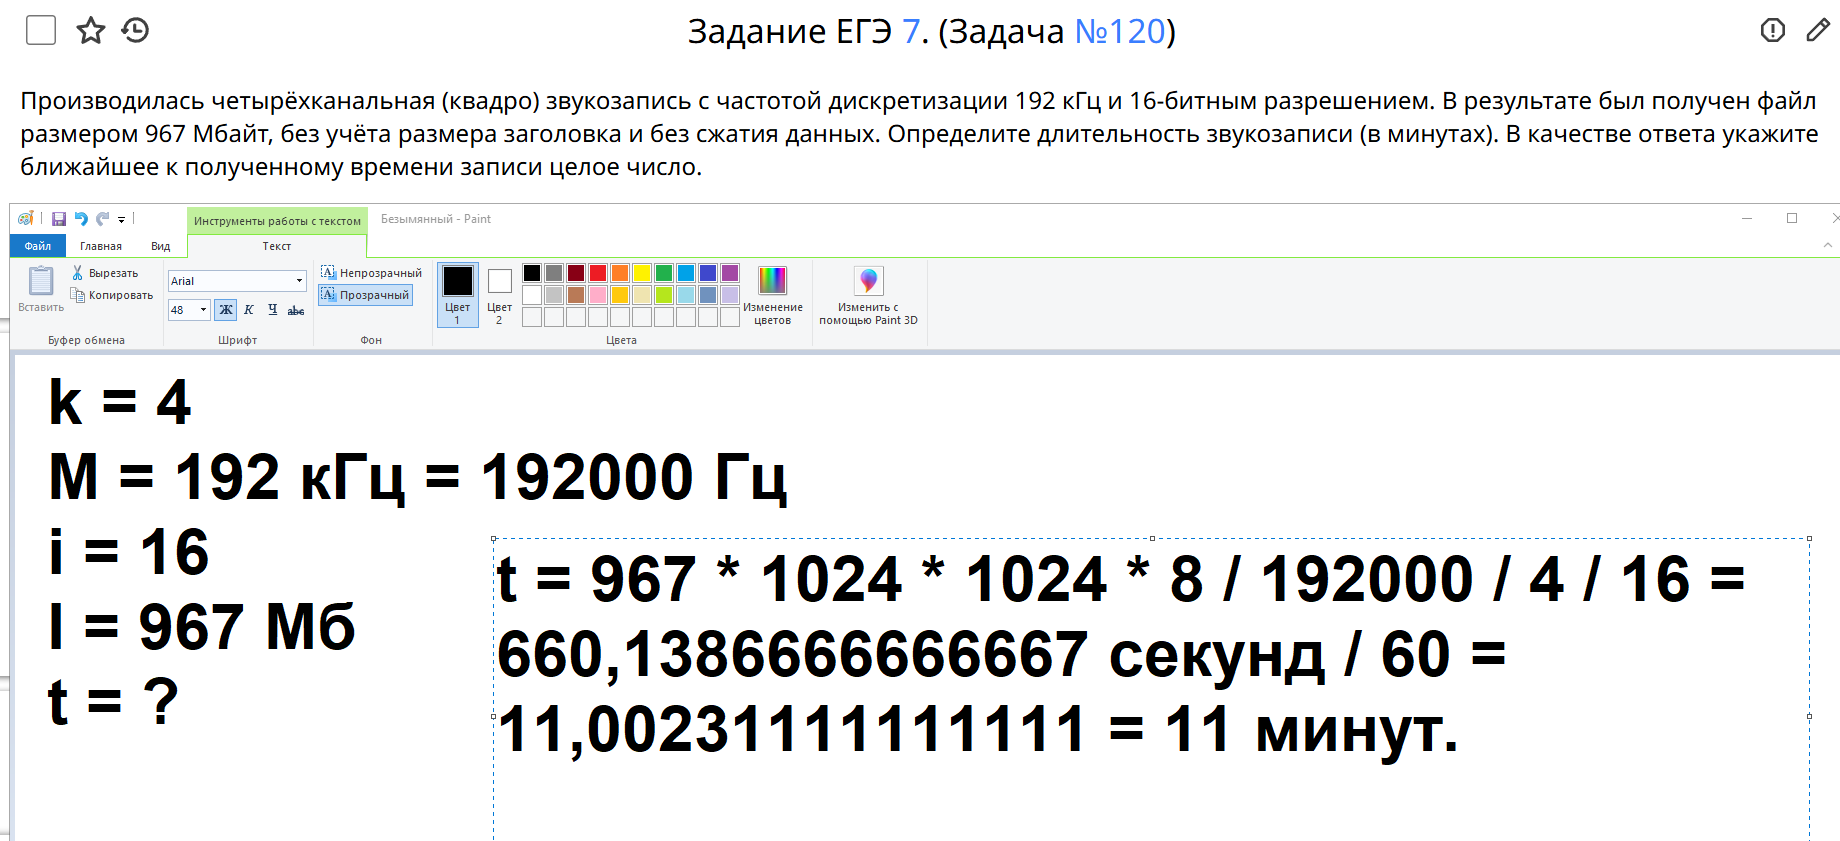 Задание ЕГЭ 7. (Задача №120)
Производилась четырёхканальная (квадро) звукозапись с частотой дискретизации 192 кГц и 16-битным разрешением. В результате был получен файл
размером 967 Мбайт, без учёта размера заголовка и без сжатия данных. Определите длительность звукозаписи (в минутах). В качестве ответа укажите
ближайшее к полученному времени записи целое число.
Инструменты работы с текстом
Безымянный - Paint
Файл Главная Вид Текст
Вставить
Вырезать
Копировать
Буфер обмена
Arial
48 Ж К Ч abc
Шрифт
Непрозрачный
Прозрачный
Фон
Цвет
1
Цвет
2
Изменение
цветов
Цвета
Изменить с
помощью Paint 3D
k = 4
M = 192 кГц = 192000 Гц
i = 16
I = 967 Мб
t = ?
t = 967 * 1024 * 1024 * 8 / 192000 / 4 / 16 =
660,1386666666667 секунд / 60 =
11,00231111111111 = 11 минут.